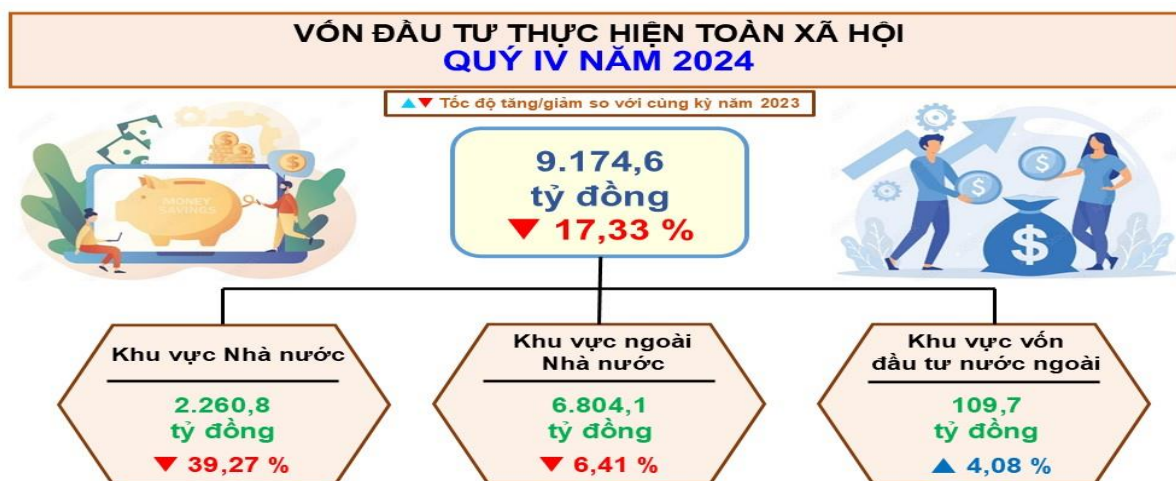 VỐN ĐẦU TƯ THỰC HIỆN TOÀN XÃ HỘI
QUÝ IV NĂM 2024
▲▼ Tốc độ tăng/giảm so với cùng kỳ năm 2023
MONEY
SAVINGS
9.174,6
tỷ đồng
▼ 17,33 %
Khu vực Nhà nước
2.260,8
tỷ đồng
▼ 39,27 %
Khu vực ngoài
Nhà nước
6.804,1
tỷ đồng
▼ 6,41 %
Khu vực vốn
đầu tư nước ngoài
109,7
tỷ đồng
▲ 4,08 %